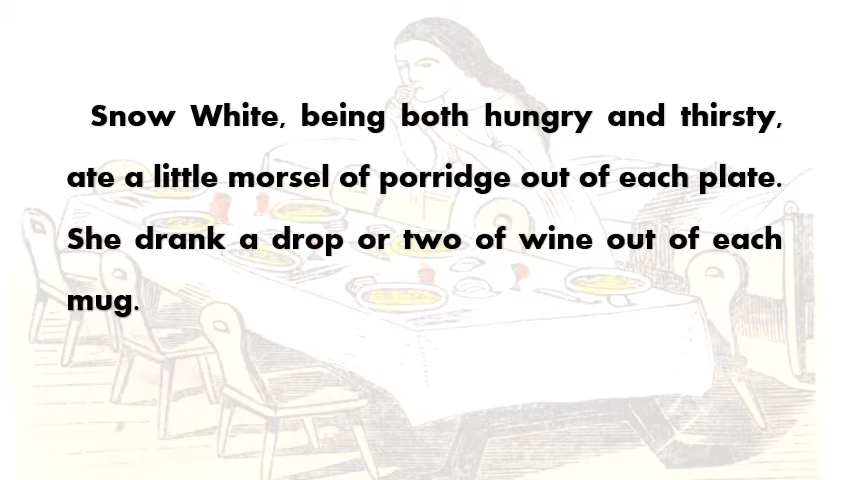 Snow White, being both hungry and thirsty,
ate a little morsel of porridge out of each plate.
She drank a drop or two of wine out of each
mug.